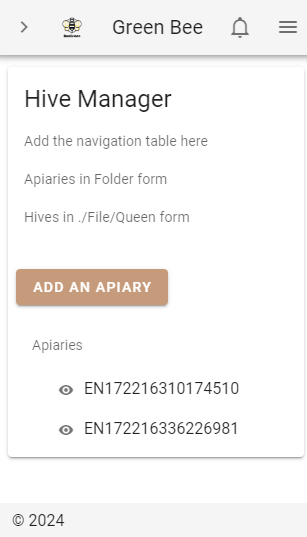 Green Bee
Hive Manager
Add the navigation table here
Apiaries in Folder form
Hives in ./File/Queen form
ADD AN APIARY
Apiaries
EN172216310174510
EN172216336226981
© 2024